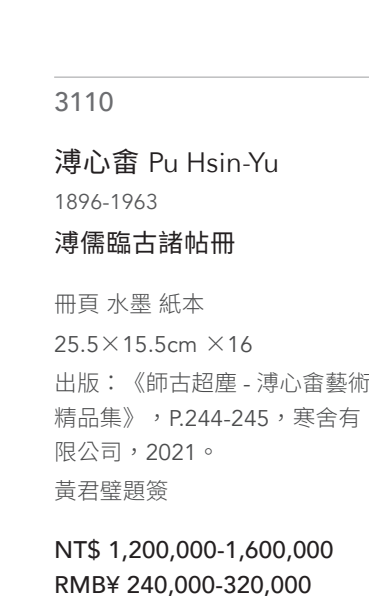 3110
溥心畬 Pu Hsin-Yu
1896-1963
溥儒臨古諸帖冊
冊頁 水墨 紙本
25.5×15.5cm ×16
出版：《師古超塵 - 溥心畬藝術
精品集》，P.244-245，寒舍有
限公司，2021。
黃君璧題簽
NT$ 1,200,000-1,600,000
RMB¥ 240,000-320,000